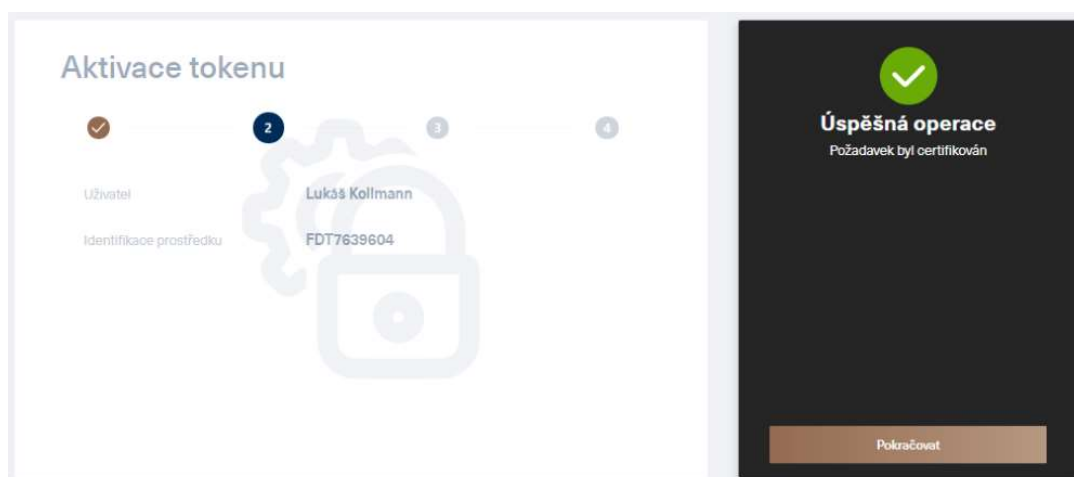 Aktivace tokenu
2
3
4
Uživatel
Lukáš Kollmann
Identifikace prostředku
FDT7639604
Úspěšná operace
Požadavek byl certifikován
Pokračovat